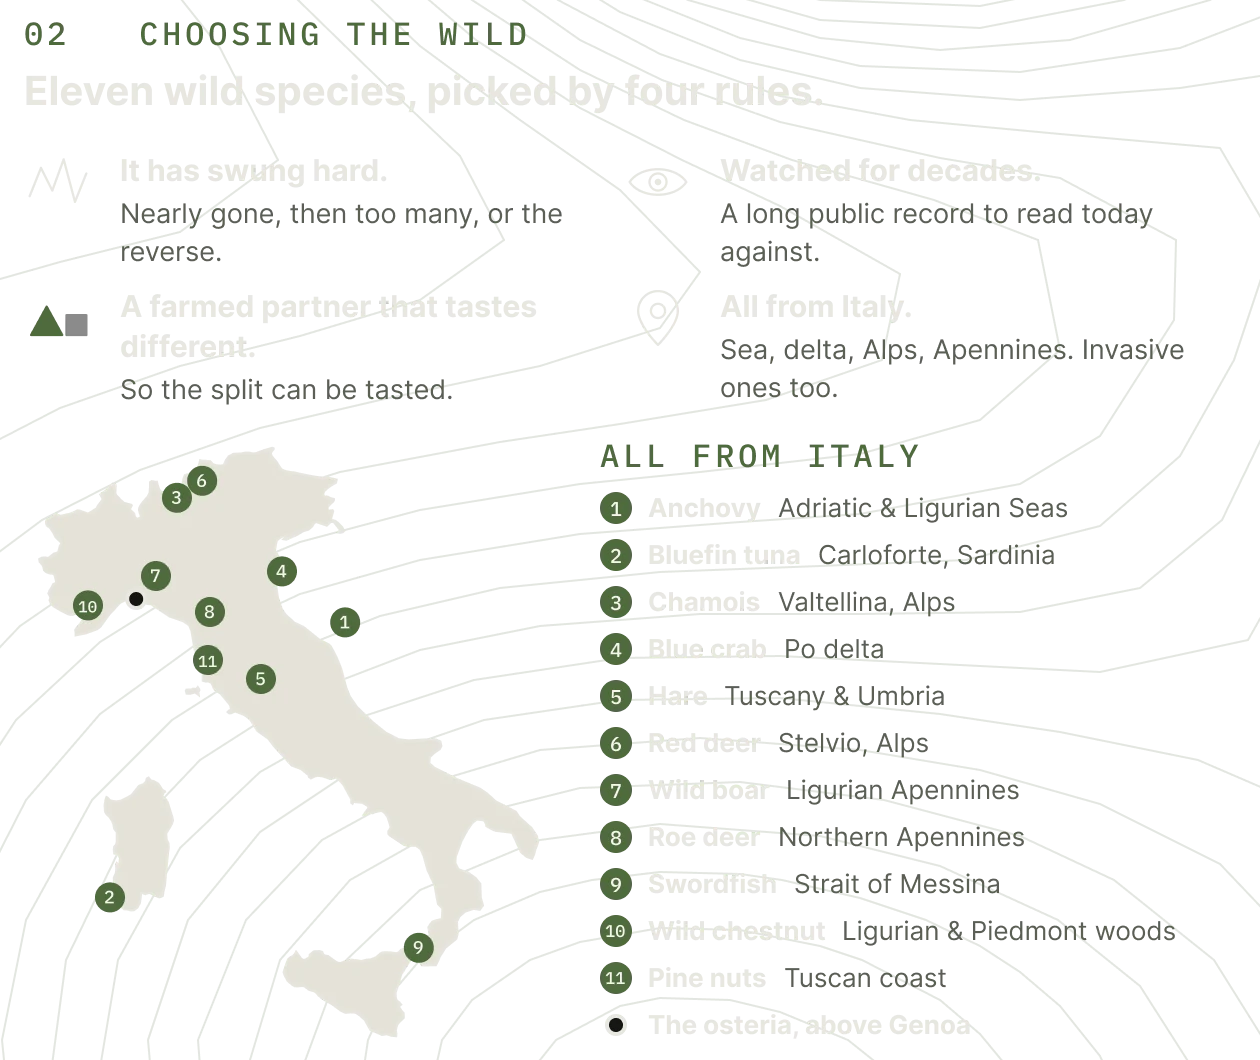 02 CHOOSING THE WILD
Eleven wild species, picked by four rules.
It has swung hard.
Nearly gone, then too many, or the
reverse.
Watched for decades.
A long public record to read today
against.
A farmed partner that tastes
different.
So the split can be tasted.
All from Italy.
Sea, delta, Alps, Apennines. Invasive
ones too.
6
3
7
4
10
8
1
11
5
2
9
ALL FROM ITALY
1 Anchovy Adriatic & Ligurian Seas
2 Bluefin tuna Carloforte, Sardinia
3 Chamois Valtellina, Alps
4 Blue crab Po delta
5 Hare Tuscany & Umbria
6 Red deer Stelvio, Alps
7 Wild boar Ligurian Apennines
8 Roe deer Northern Apennines
9 Swordfish Strait of Messina
10 Wild chestnut Ligurian & Piedmont woods
11 Pine nuts Tuscan coast
The osteria, above Genoa